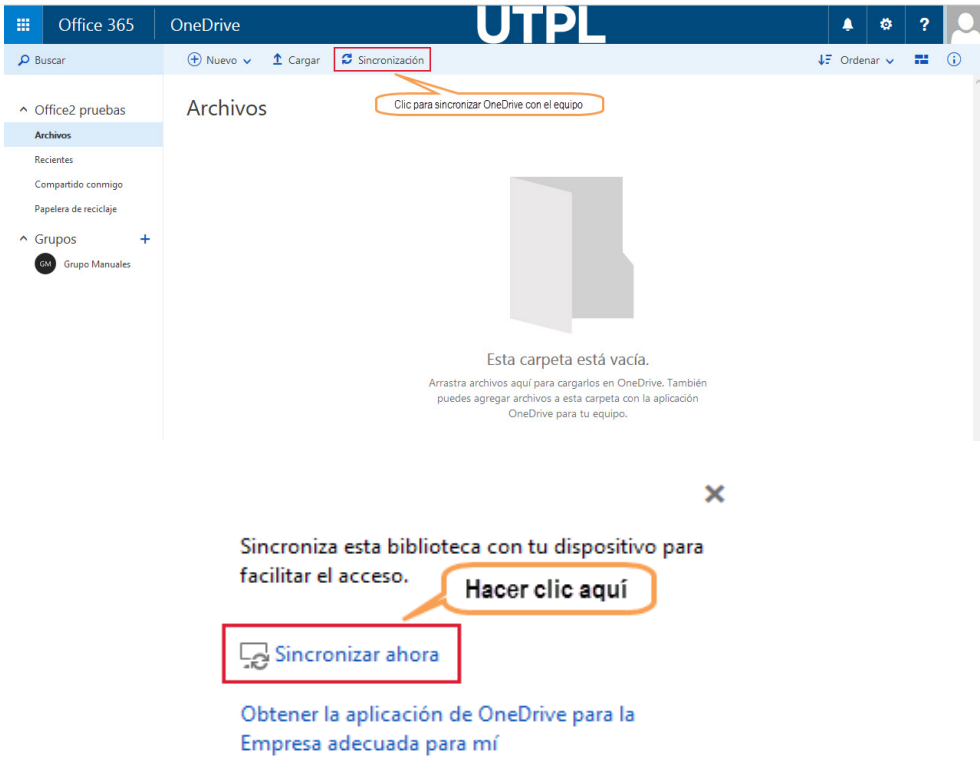 Office 365
OneDrive
UTPL
?
Buscar
Nuevo
Cargar
Sincronización
Ordenar
Clic para sincronizar OneDrive con el equipo
Office2 pruebas
Archivos
Recientes
Compartido conmigo
Papelera de reciclaje
Grupos +
GM Grupo Manuales
Archivos
Esta carpeta está vacía.
Arrastra archivos aquí para cargarlos en OneDrive. También
puedes agregar archivos a esta carpeta con la aplicación
OneDrive para tu equipo.
Sincroniza esta biblioteca con tu dispositivo para
facilitar el acceso.
Hacer clic aquí
Sincronizar ahora
Obtener la aplicación de OneDrive para la
Empresa adecuada para mí